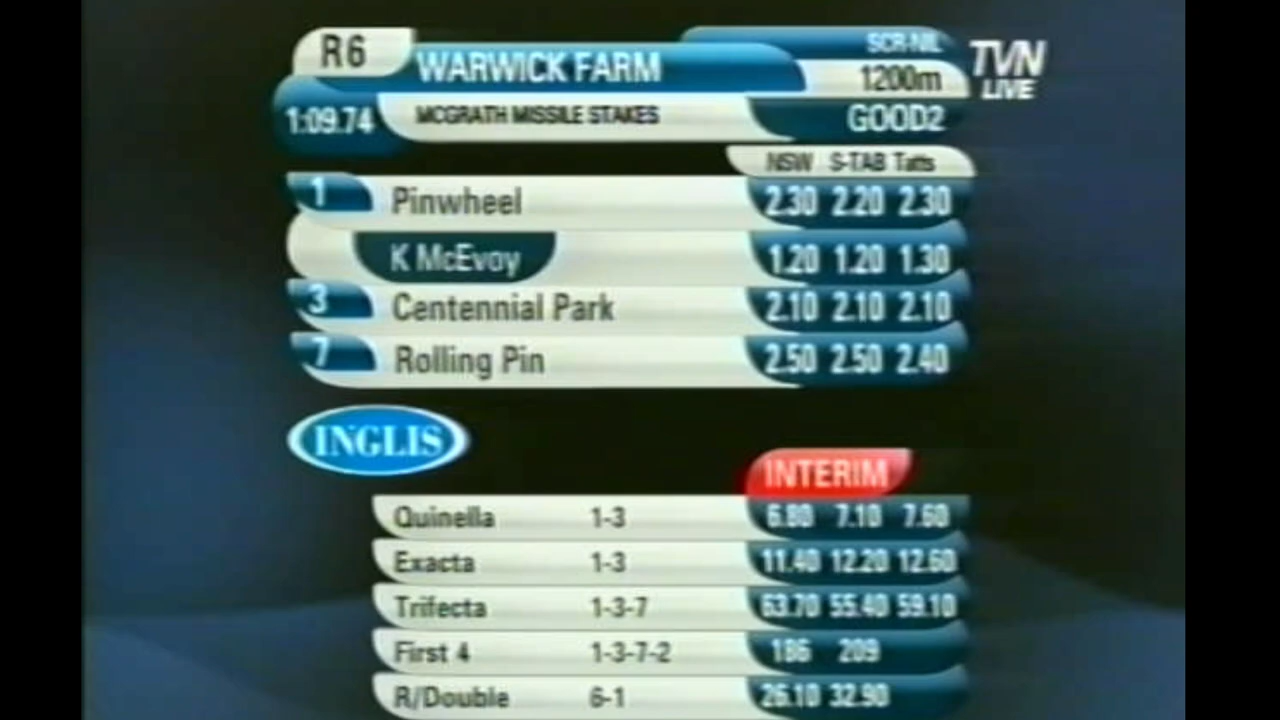 R6 WARWICK FARM SCR-NIL TVN
1200m LIVE
1:09.74 MCGRATH MISSILE STAKES GOOD2
NSW S-TAB Tatts
1 Pinwheel 2.30 2.20 2.30
K McEvoy 1.20 1.20 1.30
3 Centennial Park 2.10 2.10 2.10
7 Rolling Pin 2.50 2.50 2.40
INGLIS
INTERIM
Quinella 1-3 6.80 7.10 7.60
Exacta 1-3 11.40 12.20 12.60
Trifecta 1-3-7 63.70 55.40 59.10
First 4 1-3-7-2 186 209
R/Double 6-1 26.10 32.90